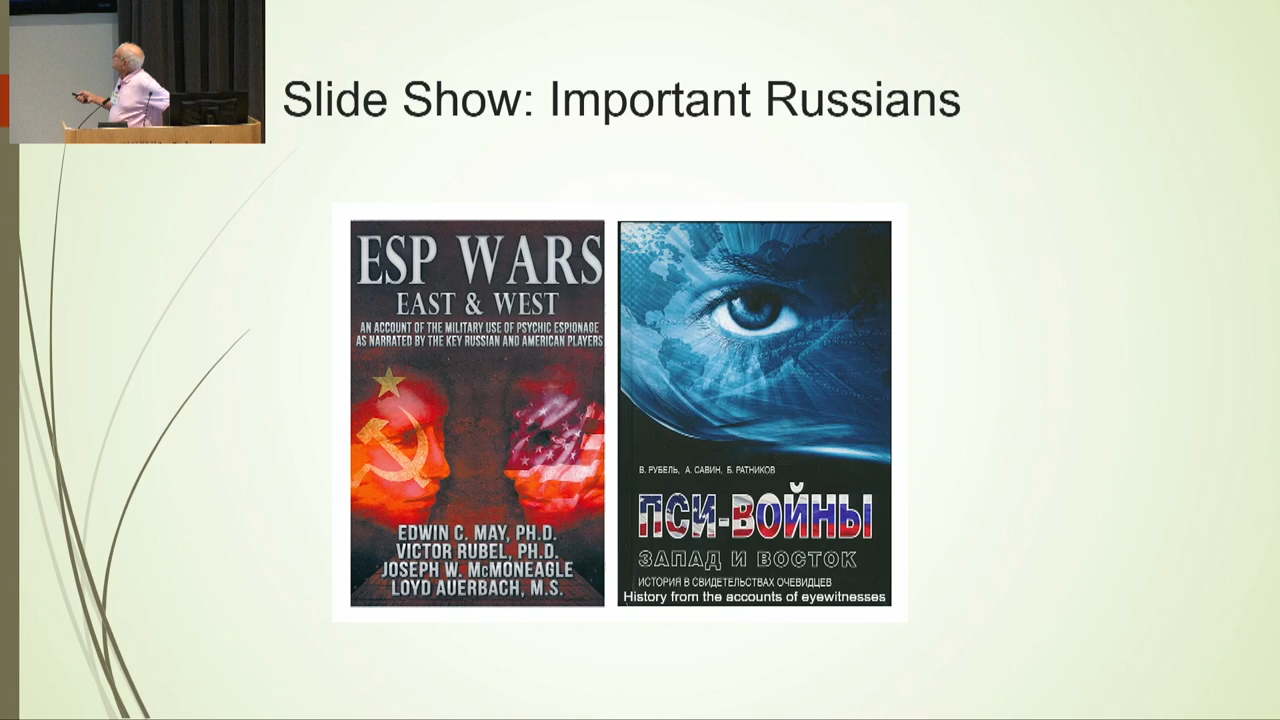 Slide Show: Important Russians
ESP WARS
EAST & WEST
AN ACCOUNT OF THE MILITARY USE OF PSYCHIC ESPIONAGE
AS NARRATED BY THE KEY RUSSIAN AND AMERICAN PLAYERS
EDWIN C. MAY, PH.D.
VICTOR RUBEL, PH.D.
JOSEPH W. McMONEAGLE
LOYD AUERBACH, M.S.
В. РУБЕЛЬ, А. САВИН, Б. РАТНИКОВ
ПСИ-ВОЙНЫ
ЗАПАД И ВОСТОК
ИСТОРИЯ В СВИДЕТЕЛЬСТВАХ ОЧЕВИДЦЕВ
History from the accounts of eyewitnesses